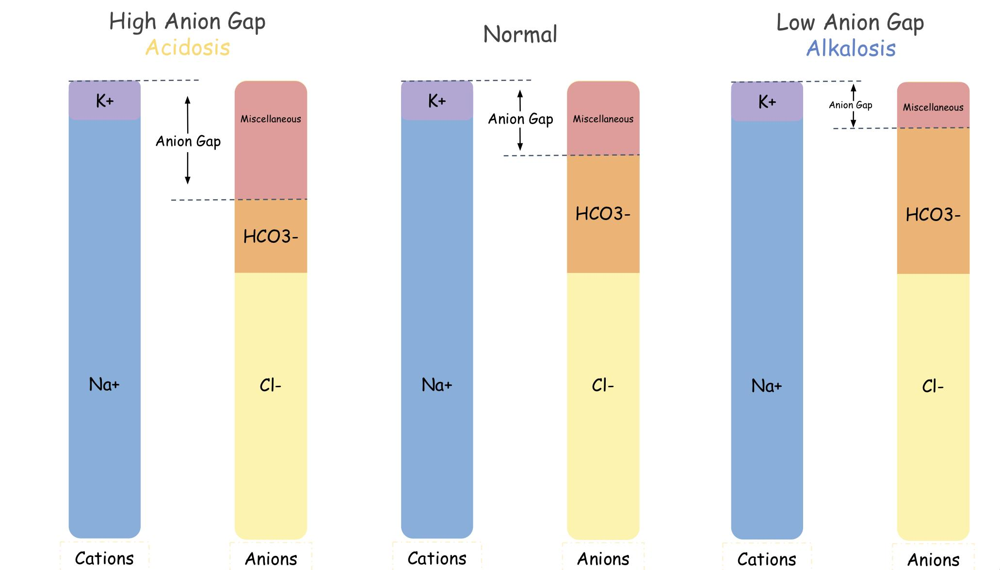 High Anion Gap
Acidosis
K+
Anion Gap
Na+
Cations
Miscellaneous
HCO3-
Cl-
Anions
Normal
K+
Anion Gap
Na+
Cations
Miscellaneous
HCO3-
Cl-
Anions
Low Anion Gap
Alkalosis
K+
Anion Gap
Na+
Cations
Miscellaneous
HCO3-
Cl-
Anions